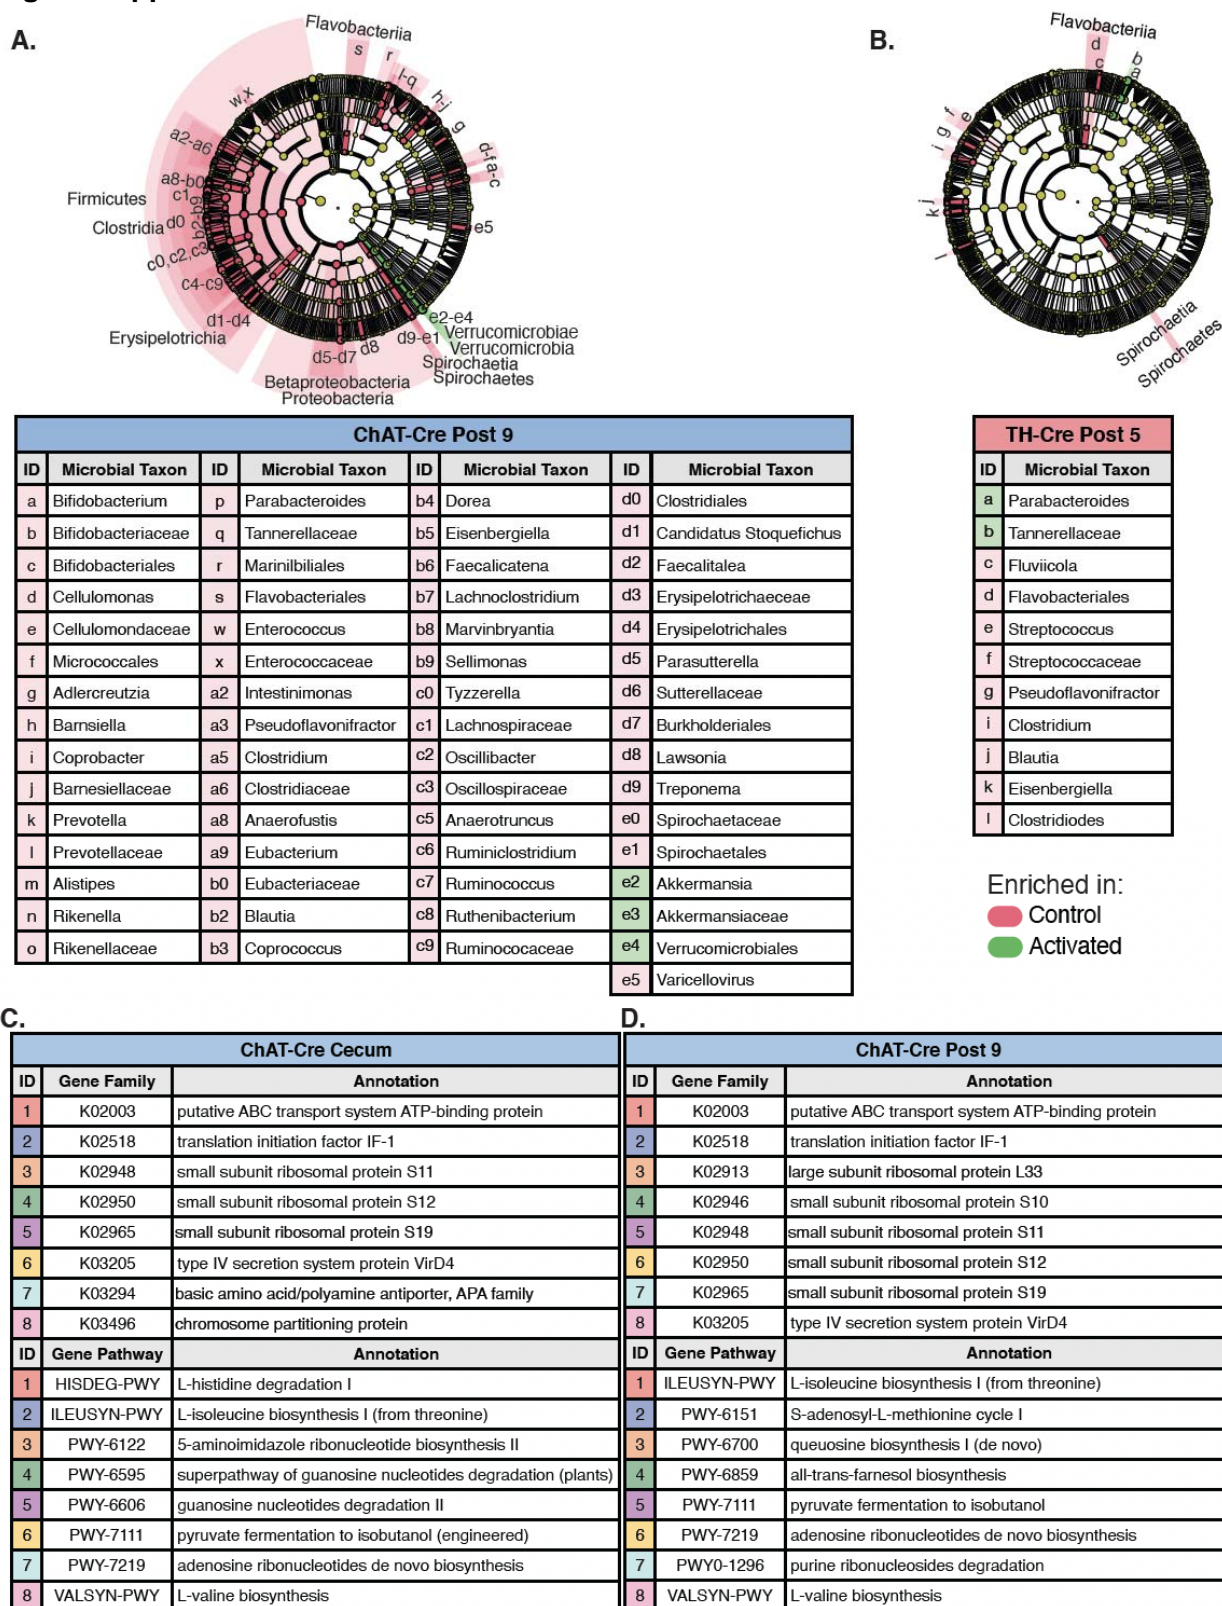 A.
Flavobacteriia
s
r
l-q
h-j
g
d-f
a-c
w,x
a2-a6
a8-b0
c1
b2-b9
Firmicutes
Clostridia
d0
c0,c2,c3
c4-c9
d1-d4
Erysipelotrichia
d5-d7
d8
d9-e1
e2-e4
e5
Verrucomicrobiae
Verrucomicrobia
Spirochaetia
Spirochaetes
Betaproteobacteria
Proteobacteria
B.
Flavobacteriia
d
c
b
a
f
e
g
i
j
k
l
Spirochaetia
Spirochaetes
ChAT-Cre Post 9
ID Microbial Taxon ID Microbial Taxon ID Microbial Taxon ID Microbial Taxon
a Bifidobacterium p Parabacteroides b4 Dorea d0 Clostridiales
b Bifidobacteriaceae q Tannerellaceae b5 Eisenbergiella d1 Candidatus Stoquefichus
c Bifidobacteriales r Marinilbiliales b6 Faecalicatena d2 Faecalitalea
d Cellulomonas s Flavobacteriales b7 Lachnoclostridium d3 Erysipelotrichaeceae
e Cellulomondaceae w Enterococcus b8 Marvinbryantia d4 Erysipelotrichales
f Micrococcales x Enterococcaceae b9 Sellimonas d5 Parasutterella
g Adlercreutzia a2 Intestinimonas c0 Tyzzerella d6 Sutterellaceae
h Barnsiella a3 Pseudoflavonifractor c1 Lachnospiraceae d7 Burkholderiales
i Coprobacter a5 Clostridium c2 Oscillibacter d8 Lawsonia
j Barnesiellaceae a6 Clostridiaceae c3 Oscillospiraceae d9 Treponema
k Prevotella a8 Anaerofustis c5 Anaerotruncus e0 Spirochaetaceae
l Prevotellaceae a9 Eubacterium c6 Ruminiclostridium e1 Spirochaetales
m Alistipes b0 Eubacteriaceae c7 Ruminococcus e2 Akkermansia
n Rikenella b2 Blautia c8 Ruthenibacterium e3 Akkermansiaceae
o Rikenellaceae b3 Coprococcus c9 Ruminococaceae e4 Verrucomicrobiales
e5 Varicellovirus
TH-Cre Post 5
ID Microbial Taxon
a Parabacteroides
b Tannerellaceae
c Fluviicola
d Flavobacteriales
e Streptococcus
f Streptococcaceae
g Pseudoflavonifractor
i Clostridium
j Blautia
k Eisenbergiella
l Clostridiodes
Enriched in:
Control
Activated
C.
ChAT-Cre Cecum
ID Gene Family Annotation
1 K02003 putative ABC transport system ATP-binding protein
2 K02518 translation initiation factor IF-1
3 K02948 small subunit ribosomal protein S11
4 K02950 small subunit ribosomal protein S12
5 K02965 small subunit ribosomal protein S19
6 K03205 type IV secretion system protein VirD4
7 K03294 basic amino acid/polyamine antiporter, APA family
8 K03496 chromosome partitioning protein
ID Gene Pathway Annotation
1 HISDEG-PWY L-histidine degradation I
2 ILEUSYN-PWY L-isoleucine biosynthesis I (from threonine)
3 PWY-6122 5-aminoimidazole ribonucleotide biosynthesis II
4 PWY-6595 superpathway of guanosine nucleotides degradation (plants)
5 PWY-6606 guanosine nucleotides degradation II
6 PWY-7111 pyruvate fermentation to isobutanol (engineered)
7 PWY-7219 adenosine ribonucleotides de novo biosynthesis
8 VALSYN-PWY L-valine biosynthesis
D.
ChAT-Cre Post 9
ID Gene Family Annotation
1 K02003 putative ABC transport system ATP-binding protein
2 K02518 translation initiation factor IF-1
3 K02913 large subunit ribosomal protein L33
4 K02946 small subunit ribosomal protein S10
5 K02948 small subunit ribosomal protein S11
6 K02950 small subunit ribosomal protein S12
7 K02965 small subunit ribosomal protein S19
8 K03205 type IV secretion system protein VirD4
ID Gene Pathway Annotation
1 ILEUSYN-PWY L-isoleucine biosynthesis I (from threonine)
2 PWY-6151 S-adenosyl-L-methionine cycle I
3 PWY-6700 queuosine biosynthesis I (de novo)
4 PWY-6859 all-trans-farnesol biosynthesis
5 PWY-7111 pyruvate fermentation to isobutanol
6 PWY-7219 adenosine ribonucleotides de novo biosynthesis
7 PWY0-1296 purine ribonucleosides degradation
8 VALSYN-PWY L-valine biosynthesis